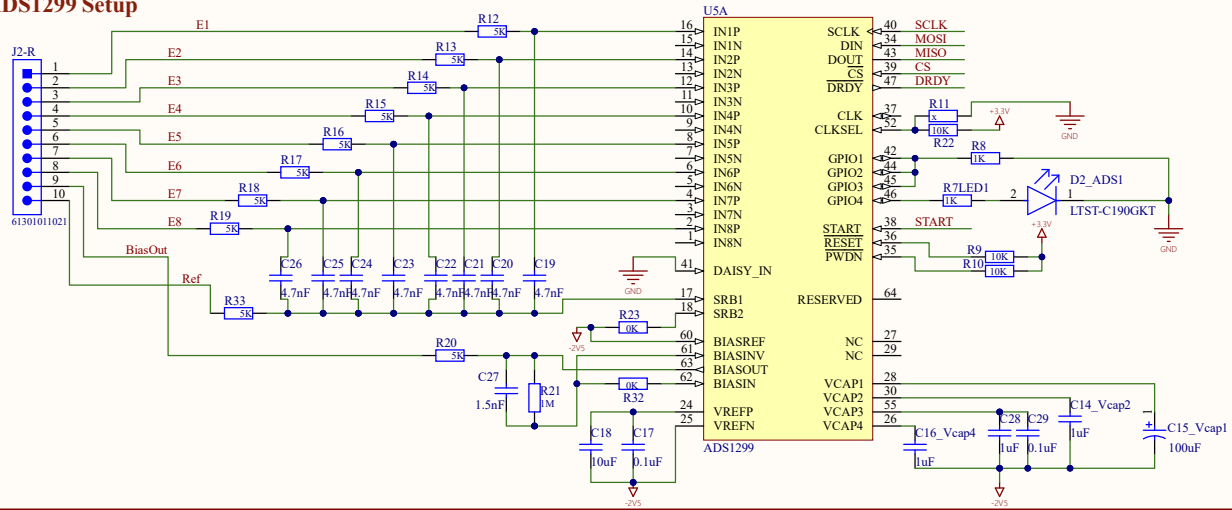 ADS1299 Setup
U5A
J2-R
1
2
3
4
5
6
7
8
9
10
61301011021
E1
E2
E3
E4
E5
E6
E7
E8
BiasOut
Ref
R12
5K
R13
5K
R14
5K
R15
5K
R16
5K
R17
5K
R18
5K
R19
5K
R33
5K
C26
4.7nF
C25
4.7nF
C24
4.7nF
C23
4.7nF
C22
4.7nF
C21
4.7nF
C20
4.7nF
C19
4.7nF
R20
5K
C27
1.5nF
R21
1M
GND
R23
0K
-2V5
0K
R32
C18
10uF
C17
0.1uF
-2V5
16 IN1P
15 IN1N
14 IN2P
13 IN2N
12 IN3P
11 IN3N
10 IN4P
9 IN4N
8 IN5P
7 IN5N
6 IN6P
5 IN6N
4 IN7P
3 IN7N
2 IN8P
1 IN8N
41 DAISY_IN
17 SRB1
18 SRB2
60 BIASREF
61 BIASINV
63 BIASOUT
62 BIASIN
24 VREFP
25 VREFN
ADS1299
SCLK 40 SCLK
DIN 34 MOSI
DOUT 43 MISO
CS 39 CS
DRDY 47 DRDY
CLK 37
CLKSEL 52
GPIO1 42
GPIO2 44
GPIO3 45
GPIO4 46
START 38 START
RESET 36
PWDN 35
RESERVED 64
NC 27
NC 29
VCAP1 28
VCAP2 30
VCAP3 55
VCAP4 26
R11
x
10K
R22
+3.3V
GND
R8
1K
R7LED1
1K
2
D2_ADS1
1
LTST-C190GKT
GND
+3.3V
R9
10K
R10
10K
C16_Vcap4
1uF
C28
1uF
C29
0.1uF
C14_Vcap2
1uF
1
+
C15_Vcap1
100uF
-2V5